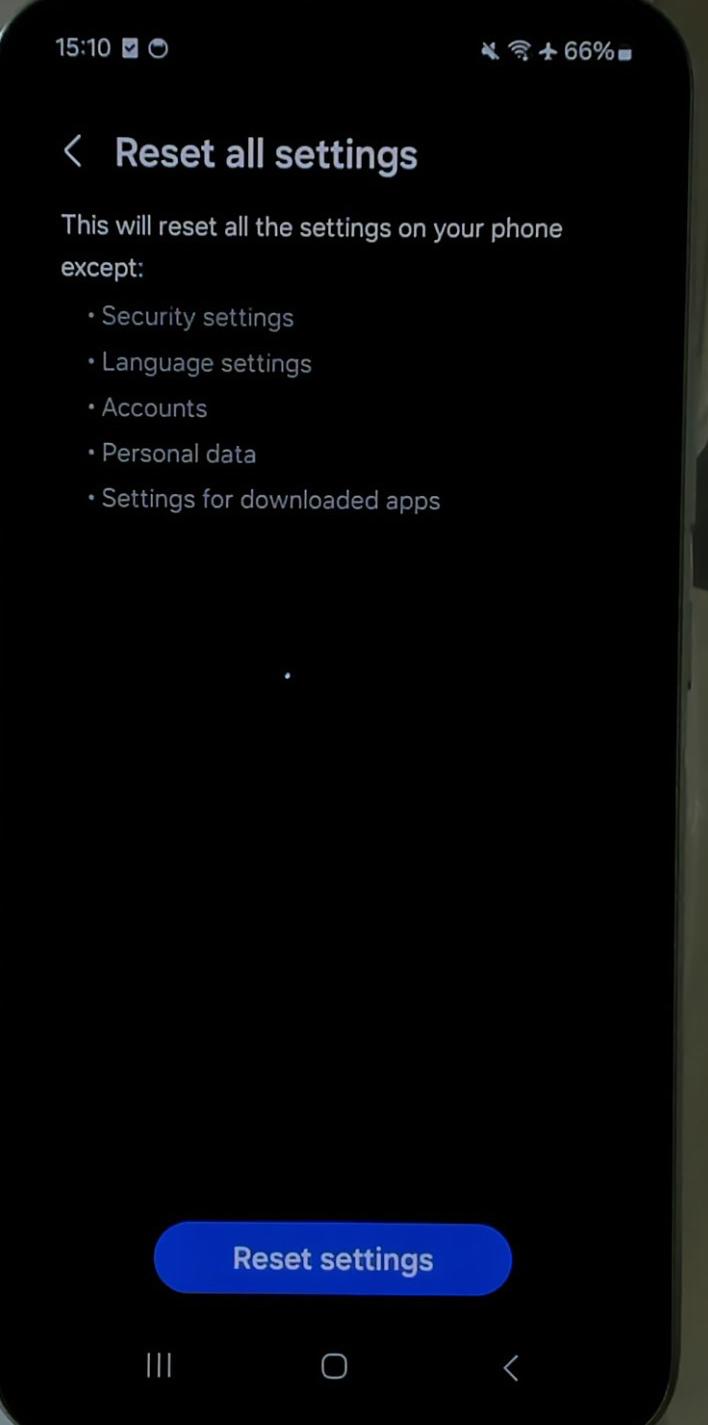 15:10
66%
Reset all settings
This will reset all the settings on your phone
except:
• Security settings
• Language settings
• Accounts
• Personal data
• Settings for downloaded apps
Reset settings